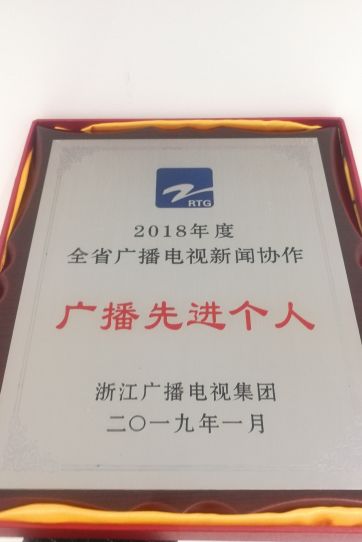 RTG
2018年度
全省广播电视新闻协作
广播先进个人
浙江广播电视集团
二〇一九年一月